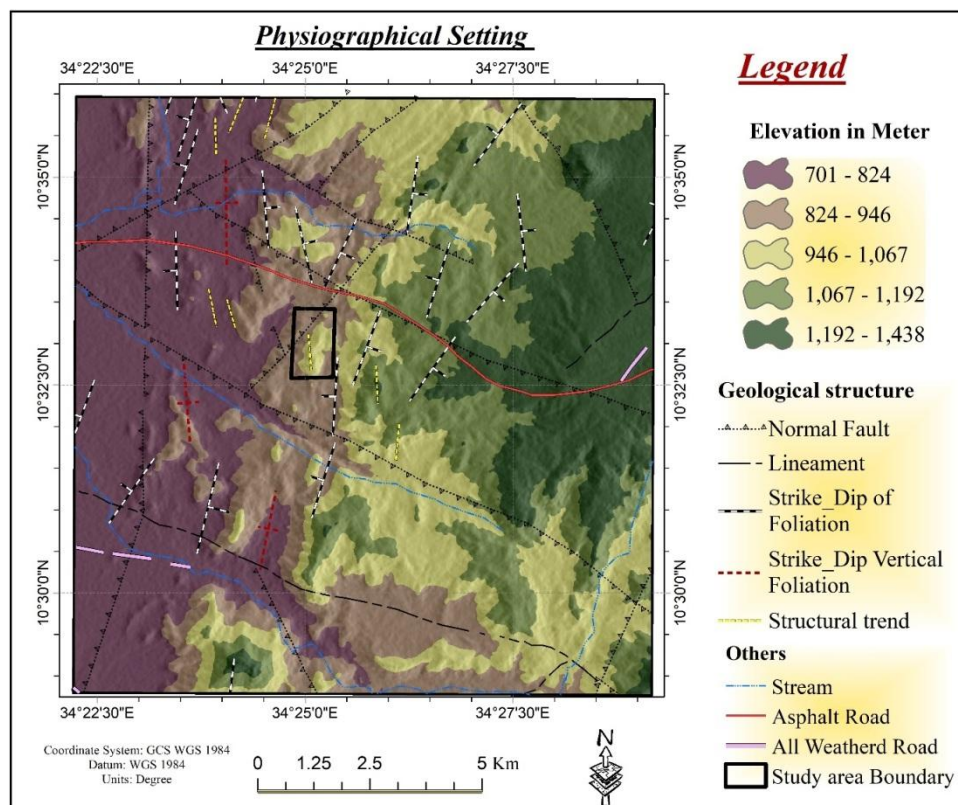 Physiographical Setting
34°22'30"E
34°25'0"E
34°27'30"E
10°35'0"N
10°35'0"N
10°32'30"N
10°32'30"N
10°30'0"N
10°30'0"N
34°22'30"E
34°25'0"E
34°27'30"E
Coordinate System: GCS WGS 1984
Datum: WGS 1984
Units: Degree
0 1.25 2.5 5 Km
N
Legend
Elevation in Meter
701 - 824
824 - 946
946 - 1,067
1,067 - 1,192
1,192 - 1,438
Geological structure
Normal Fault
Lineament
Strike_Dip of
Foliation
Strike_Dip Vertical
Foliation
Structural trend
Others
Stream
Asphalt Road
All Weatherd Road
Study area Boundary